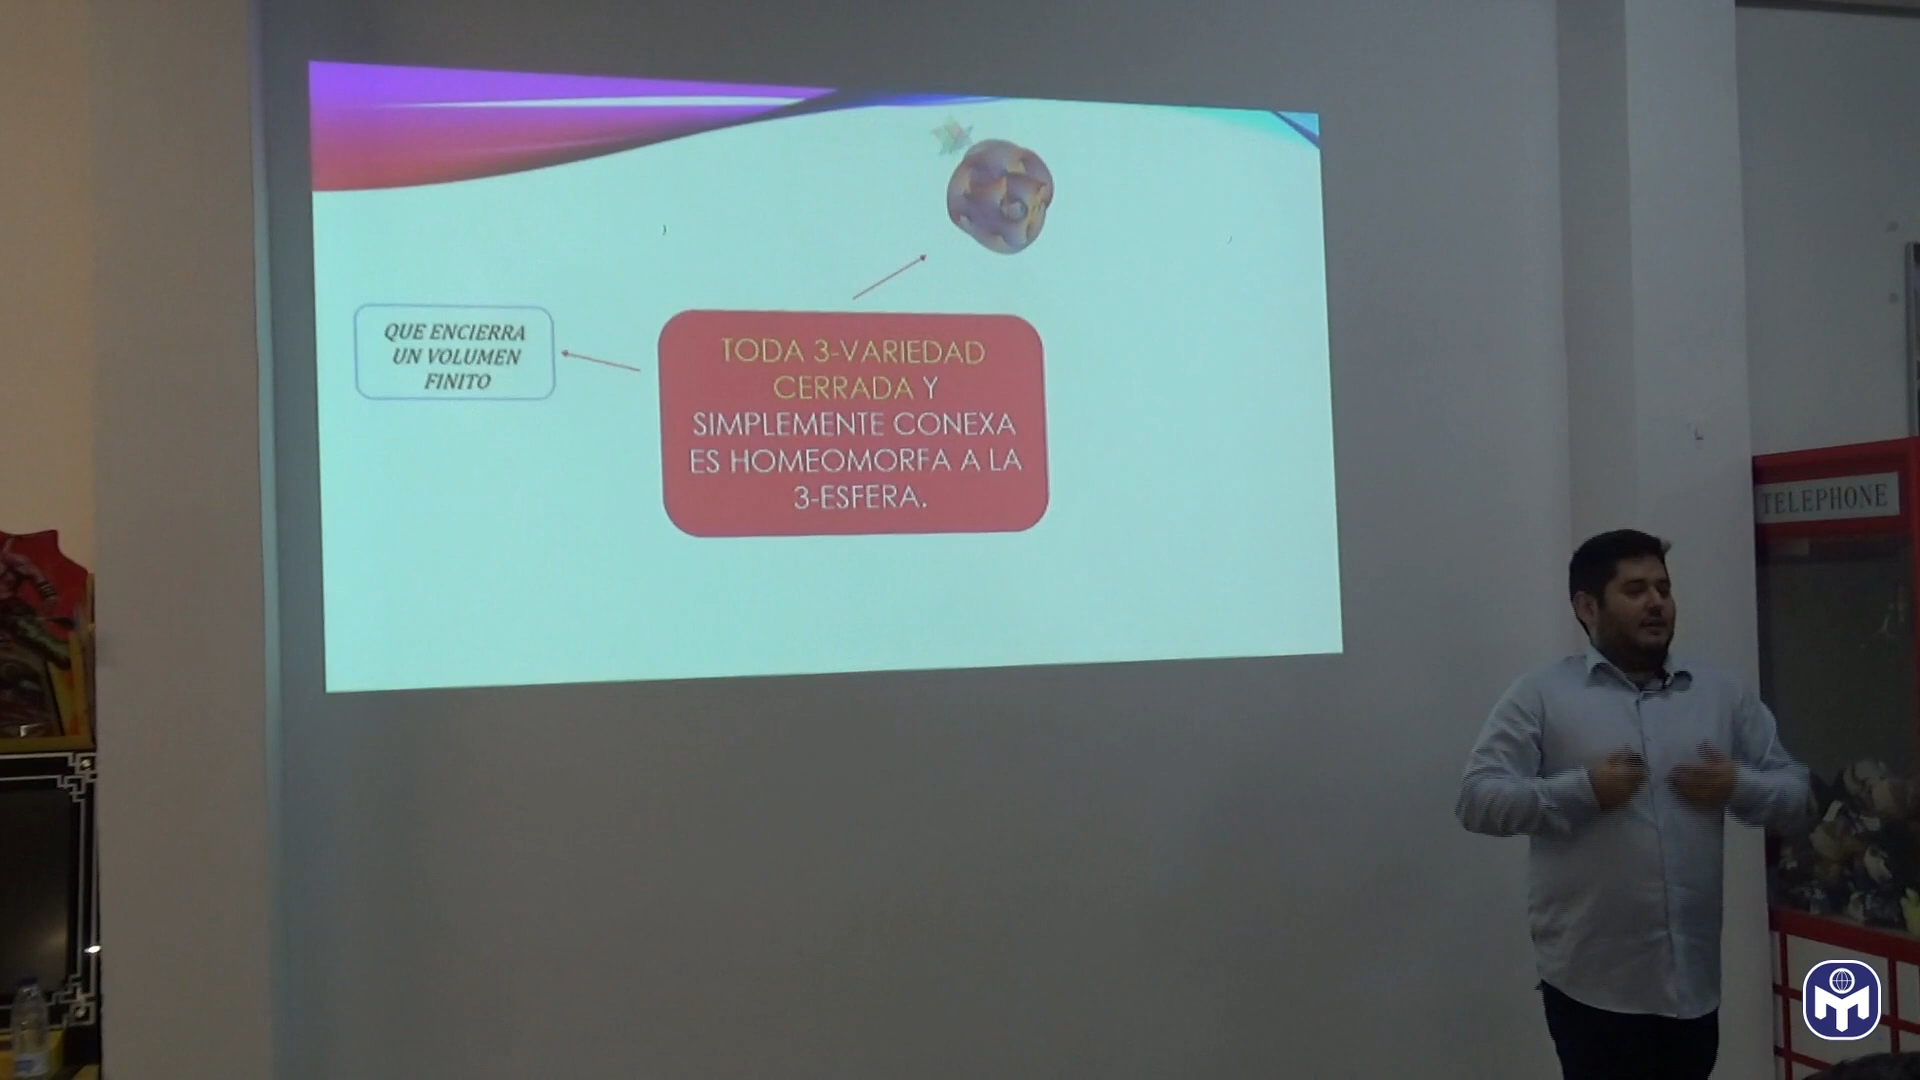 QUE ENCIERRA
UN VOLUMEN
FINITO
TODA 3-VARIEDAD
CERRADA Y
SIMPLEMENTE CONEXA
ES HOMEOMORFA A LA
3-ESFERA.
TELEPHONE